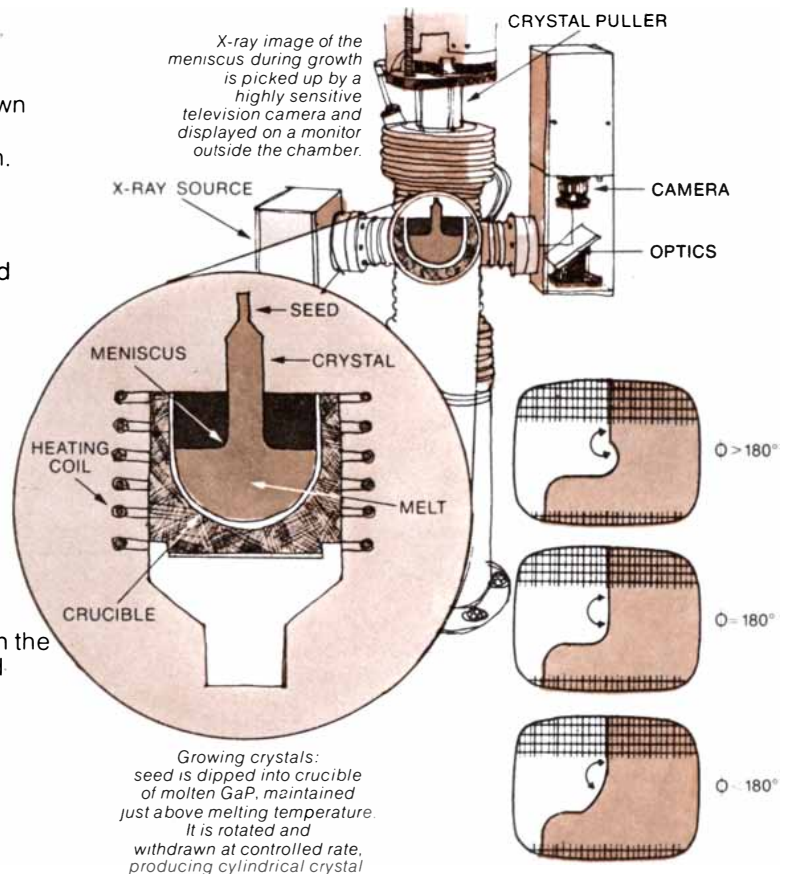 wn
n.
d
n the
d
X-ray image of the
meniscus during growth
is picked up by a
highly sensitive
television camera and
displayed on a monitor
outside the chamber.
CRYSTAL PULLER
X-RAY SOURCE
CAMERA
OPTICS
SEED
MENISCUS
CRYSTAL
HEATING
COIL
MELT
CRUCIBLE
Φ > 180°
Φ = 180°
Φ < 180°
Growing crystals:
seed is dipped into crucible
of molten GaP, maintained
just above melting temperature.
It is rotated and
withdrawn at controlled rate,
producing cylindrical crystal